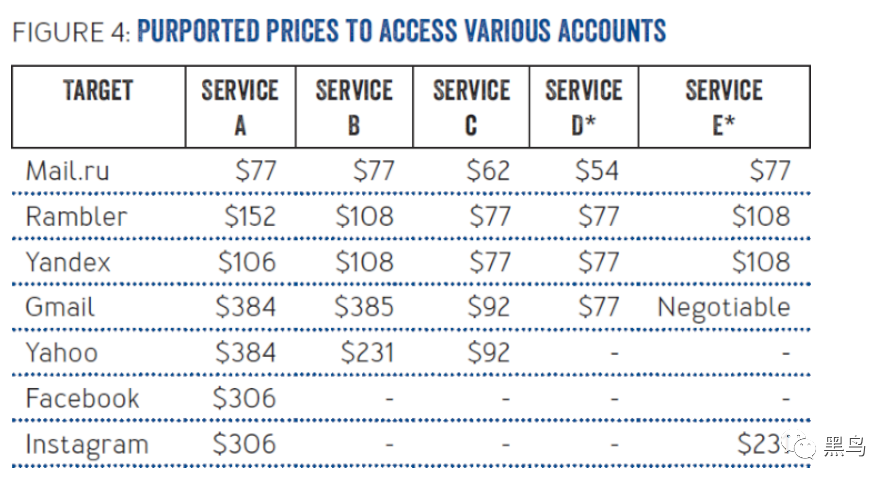 FIGURE 4: PURPORTED PRICES TO ACCESS VARIOUS ACCOUNTS
TARGET SERVICE A SERVICE B SERVICE C SERVICE D* SERVICE E*
Mail.ru $77 $77 $62 $54 $77
Rambler $152 $108 $77 $77 $108
Yandex $106 $108 $77 $77 $108
Gmail $384 $385 $92 $77 Negotiable
Yahoo $384 $231 $92 - -
Facebook $306 - - - -
Instagram $306 - - -
黑鸟